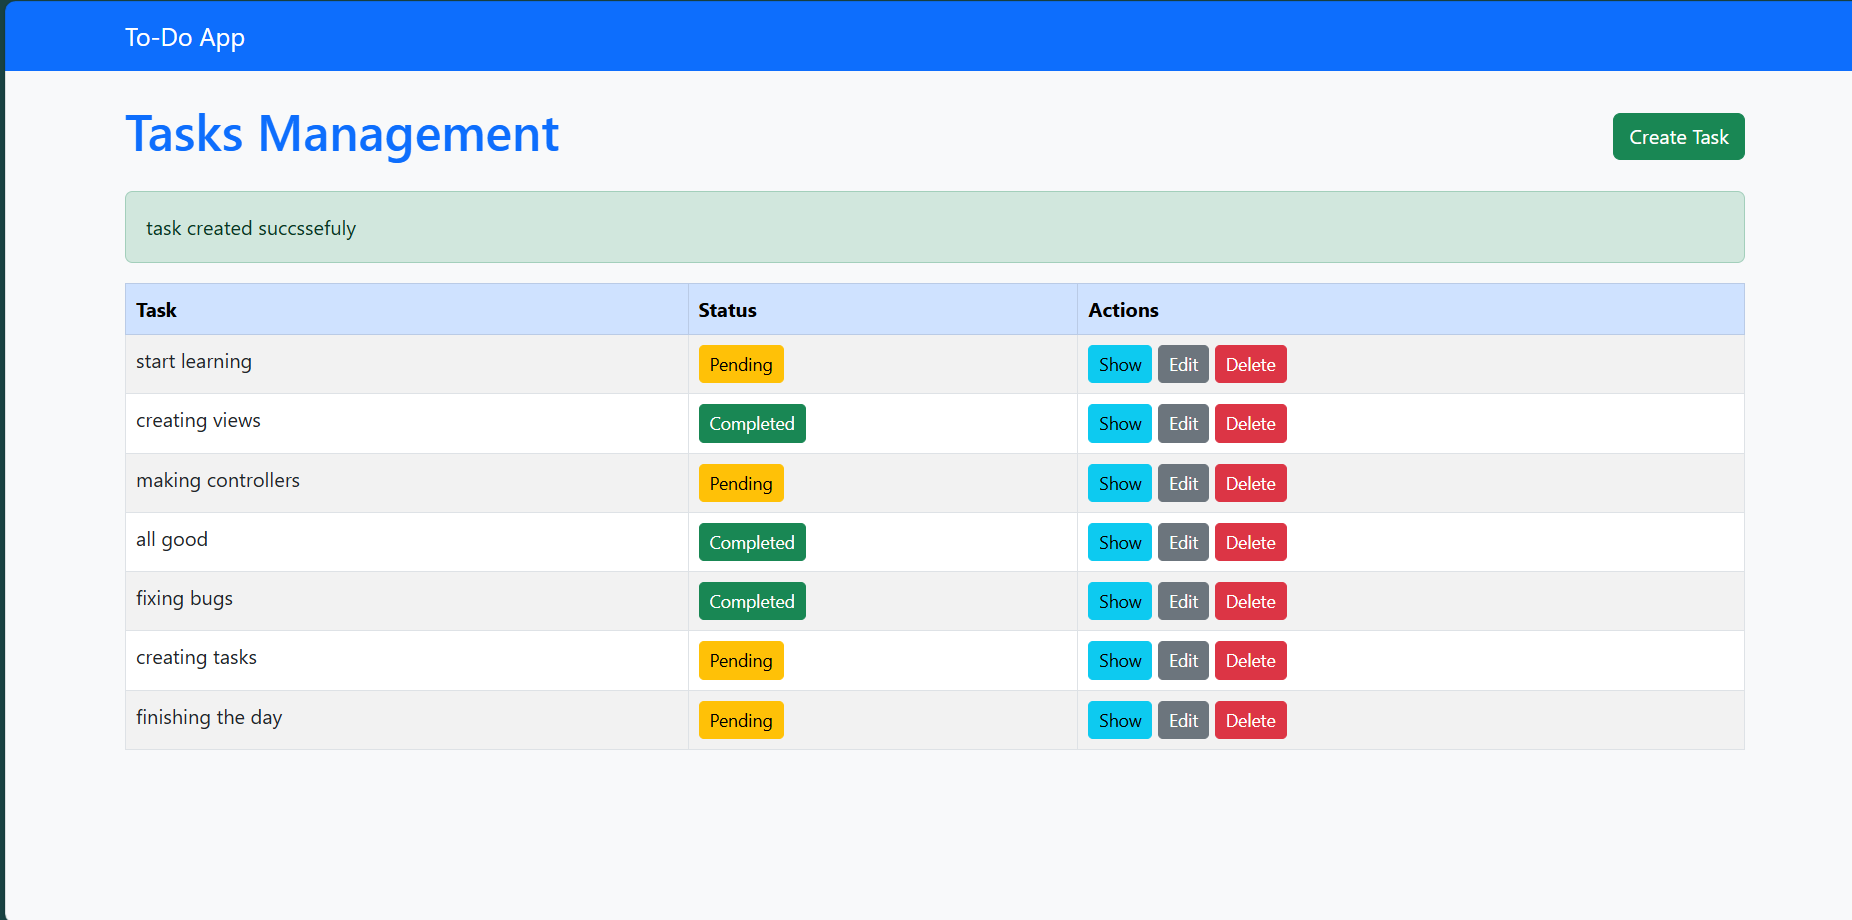 To-Do App
Tasks Management
Create Task
task created succssefuly
Task Status Actions
start learning Pending Show Edit Delete
creating views Completed Show Edit Delete
making controllers Pending Show Edit Delete
all good Completed Show Edit Delete
fixing bugs Completed Show Edit Delete
creating tasks Pending Show Edit Delete
finishing the day Pending Show Edit Delete